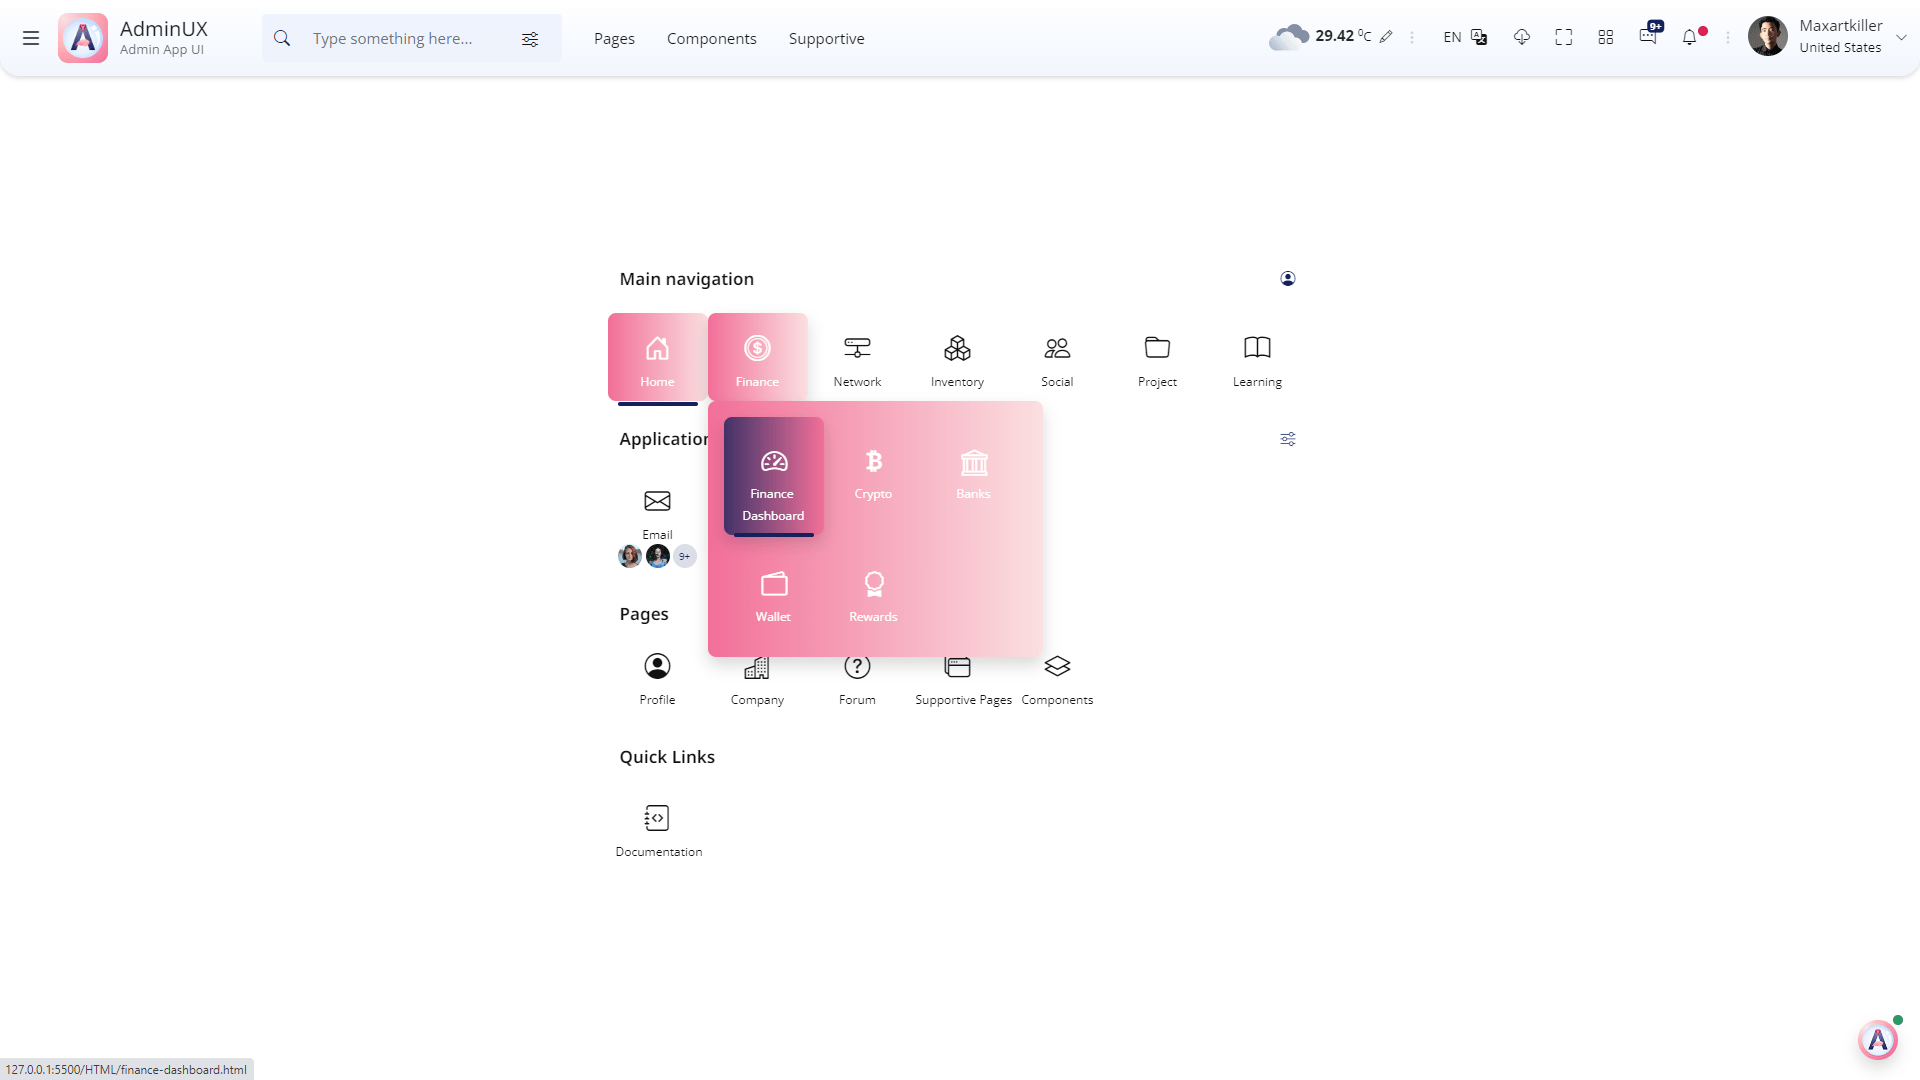 AdminUX
Admin App UI
Type something here...
Pages
Components
Supportive
29.42 °C
EN
9+
Maxartkiller
United States
Main navigation
Home
Finance
Network
Inventory
Social
Project
Learning
Application
Finance
Dashboard
Crypto
Banks
Email
9+
Wallet
Rewards
Pages
Profile
Company
Forum
Supportive Pages
Components
Quick Links
Documentation
127.0.0.1:5500/HTML/finance-dashboard.html